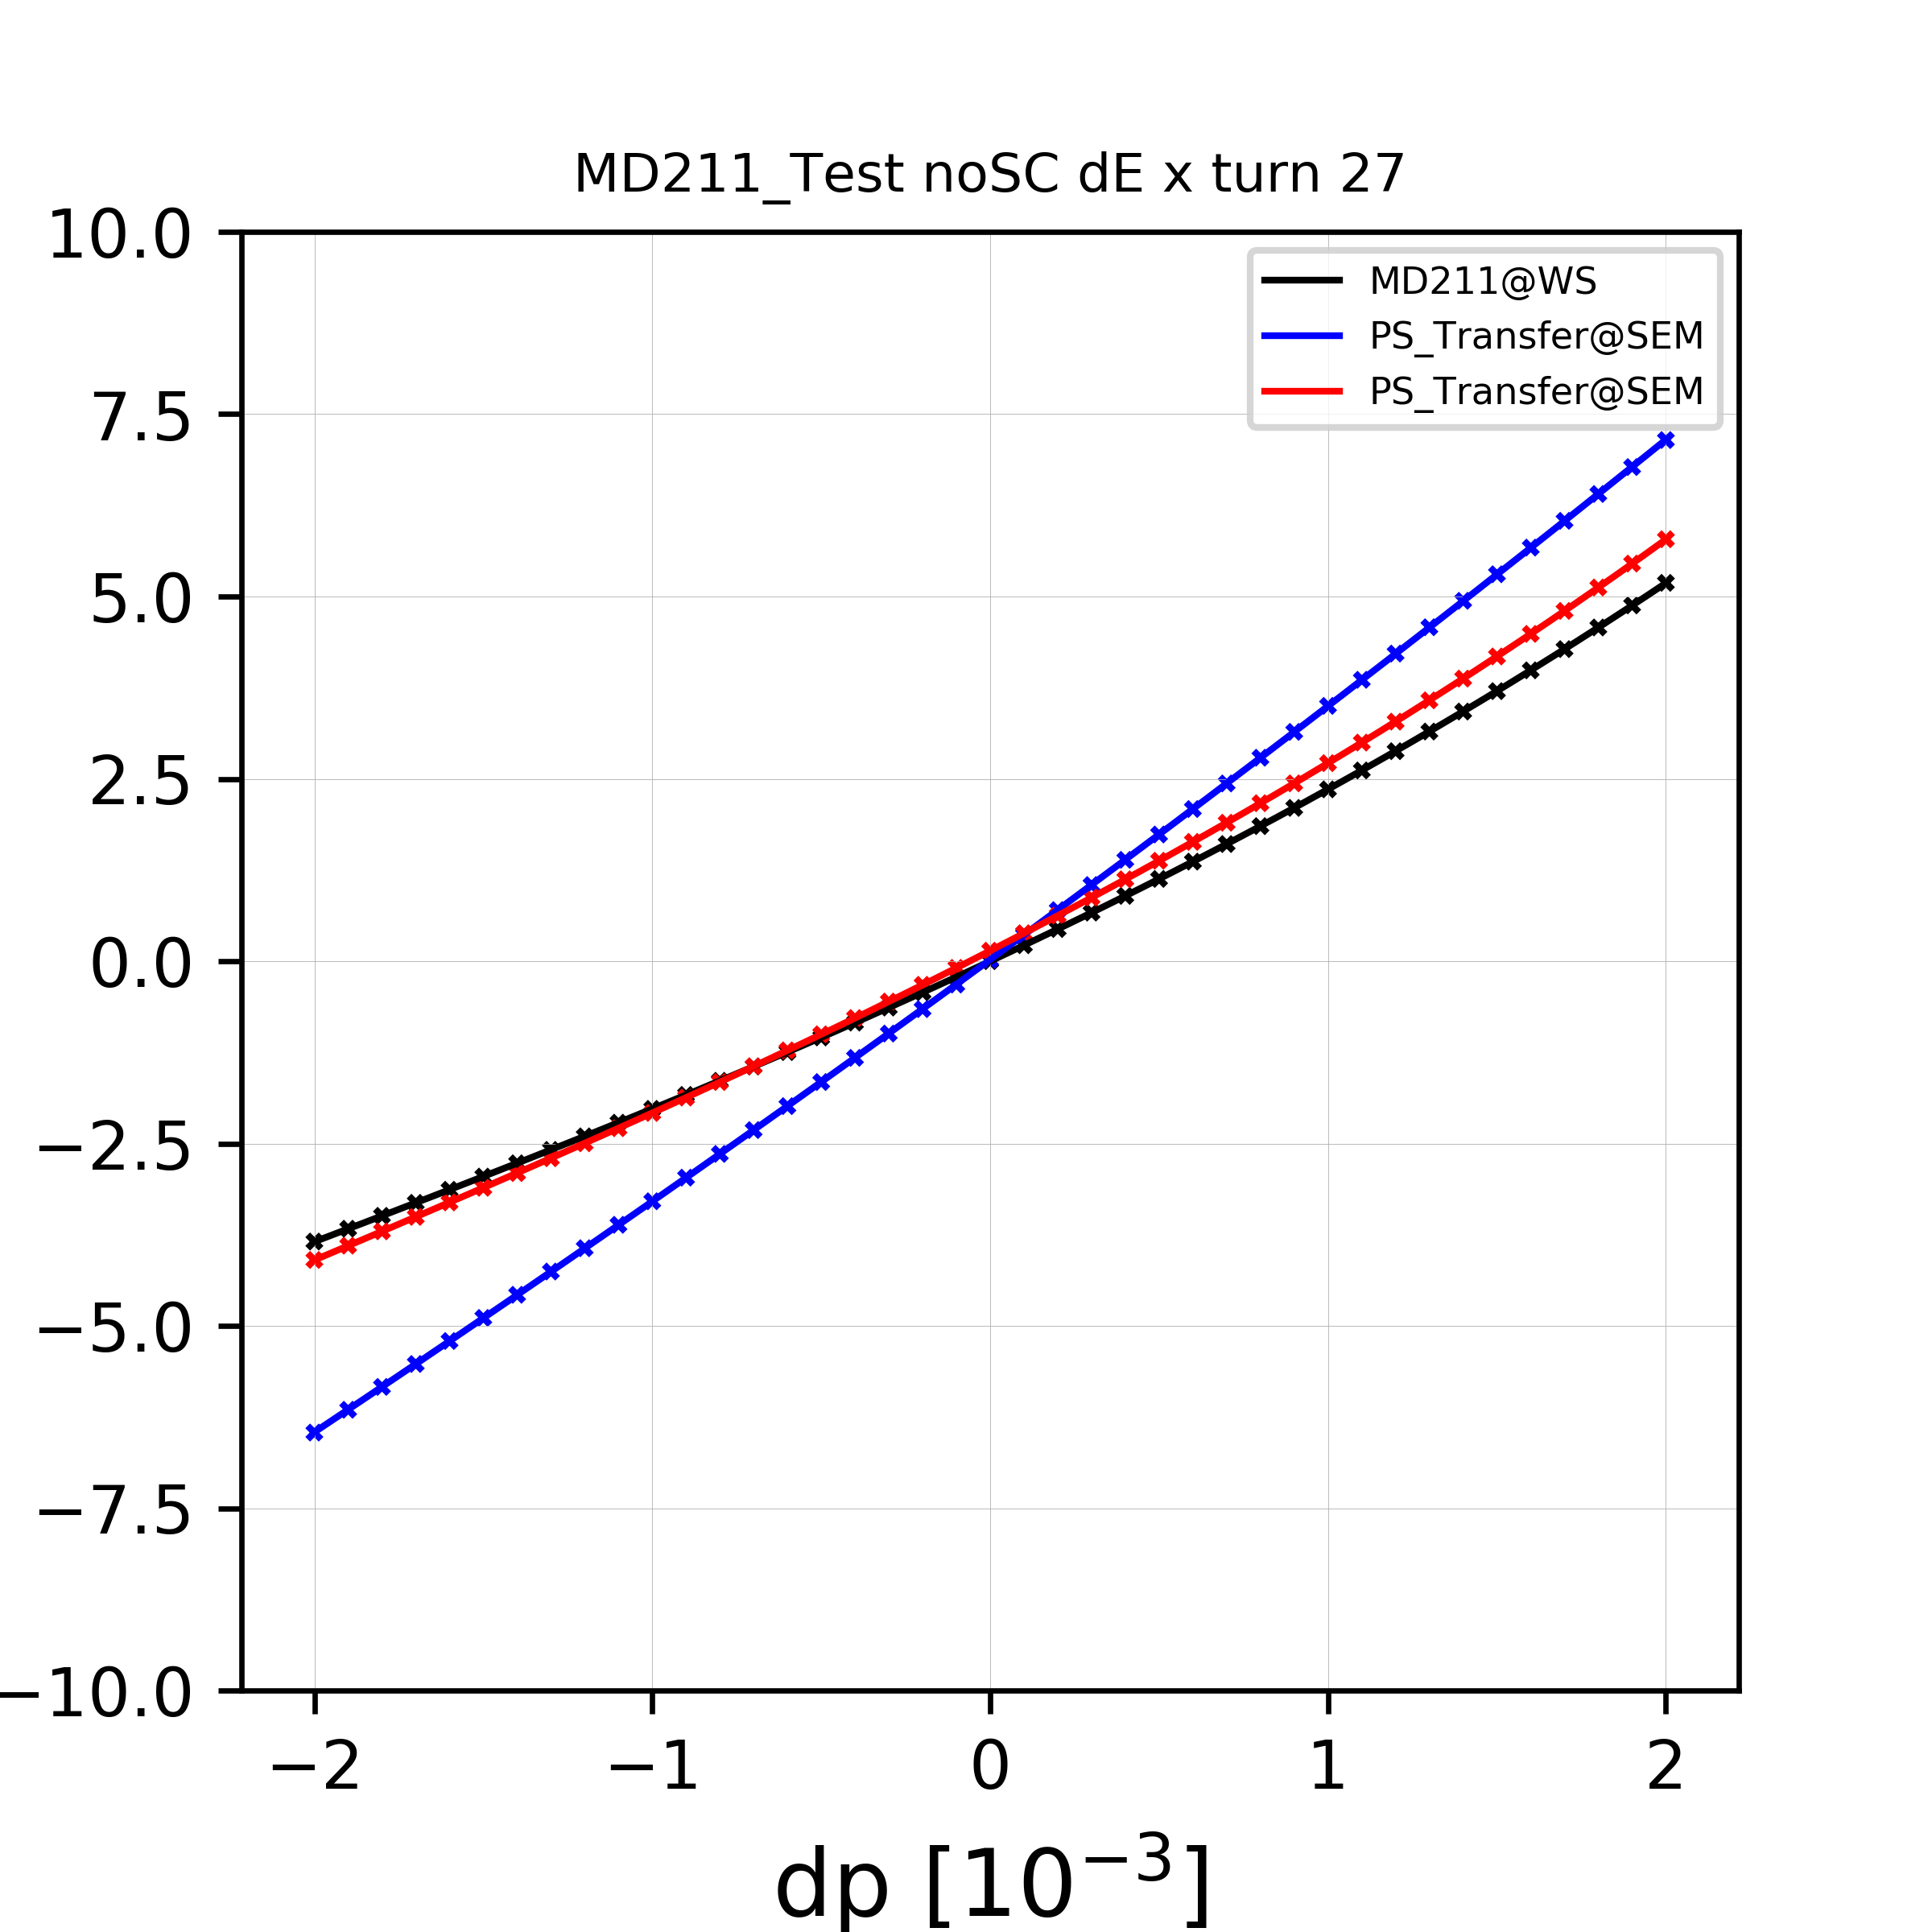 MD211_Test noSC dE x turn 27
10.0
7.5
5.0
2.5
0.0
−2.5
−5.0
−7.5
−10.0
MD211@WS
PS_Transfer@SEM
PS_Transfer@SEM
−2 −1 0 1 2
dp [10⁻³]